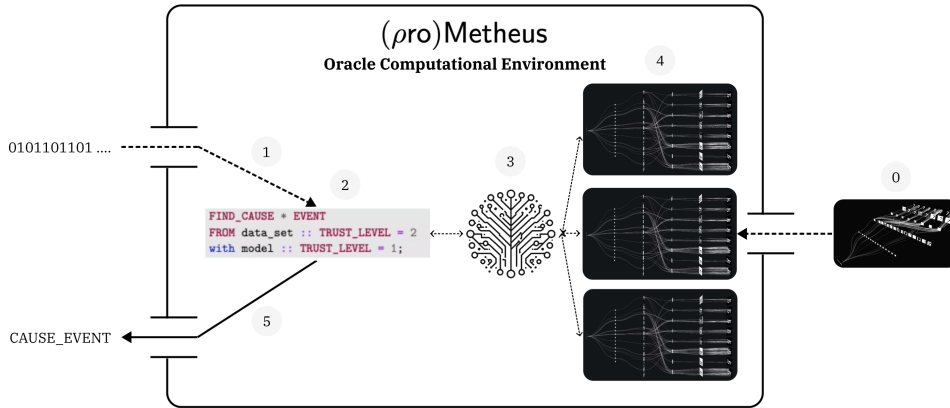 (ρro)Metheus
Oracle Computational Environment
4
0101101101 ....
1
2
3
0
FIND_CAUSE * EVENT
FROM data_set :: TRUST_LEVEL = 2
with model :: TRUST_LEVEL = 1;
5
CAUSE_EVENT